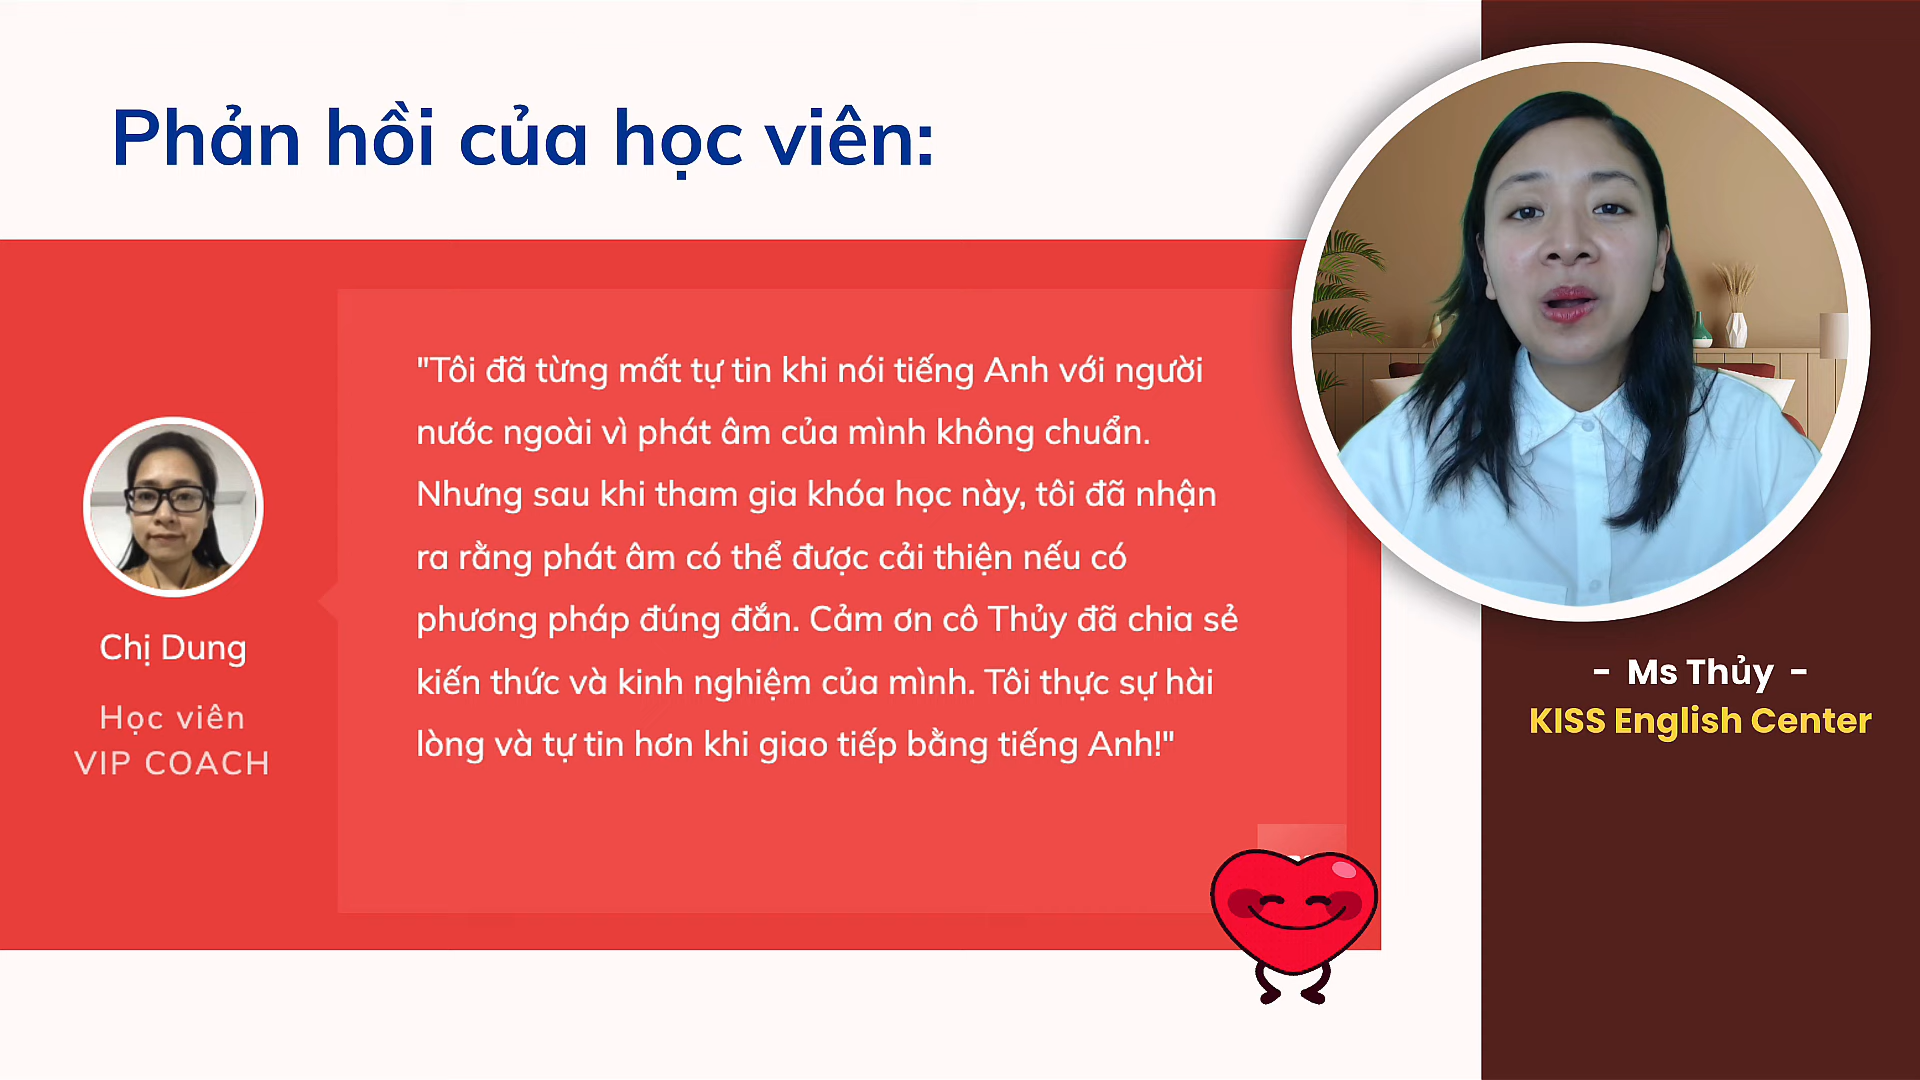 Phản hồi của học viên:
"Tôi đã từng mất tự tin khi nói tiếng Anh với người
nước ngoài vì phát âm của mình không chuẩn.
Nhưng sau khi tham gia khóa học này, tôi đã nhận
ra rằng phát âm có thể được cải thiện nếu có
phương pháp đúng đắn. Cảm ơn cô Thủy đã chia sẻ
kiến thức và kinh nghiệm của mình. Tôi thực sự hài
lòng và tự tin hơn khi giao tiếp bằng tiếng Anh!"
Chị Dung
Học viên
VIP COACH
- Ms Thủy -
KISS English Center